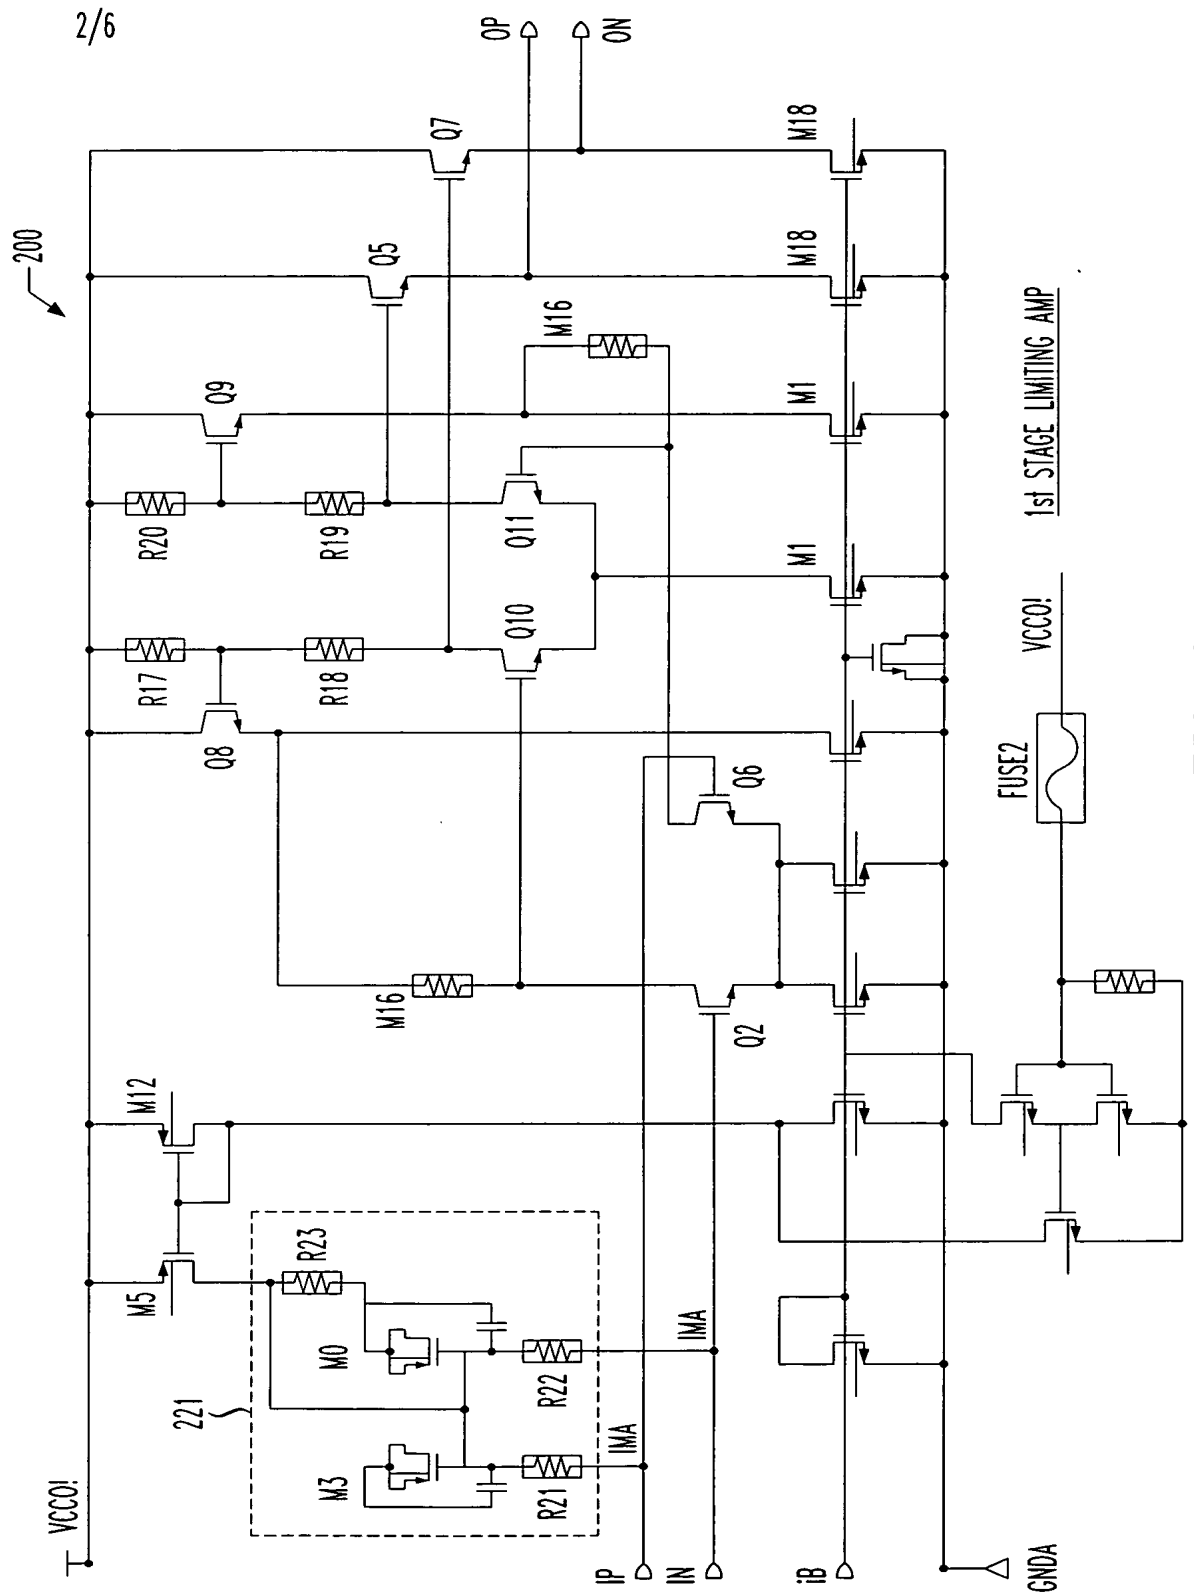 2/6
200
VCCO!
M5
M12
Q8
R17
R20
Q9
Q5
Q7
OP
ON
221
R23
M0
M3
R22
R21
M16
R18
R19
Q10
Q11
M16
IMA
IMA
IP
IN
iB
Q2
Q6
M1
M1
M18
M18
GNDA
FUSE2
VCCO!
1st STAGE LIMITING AMP